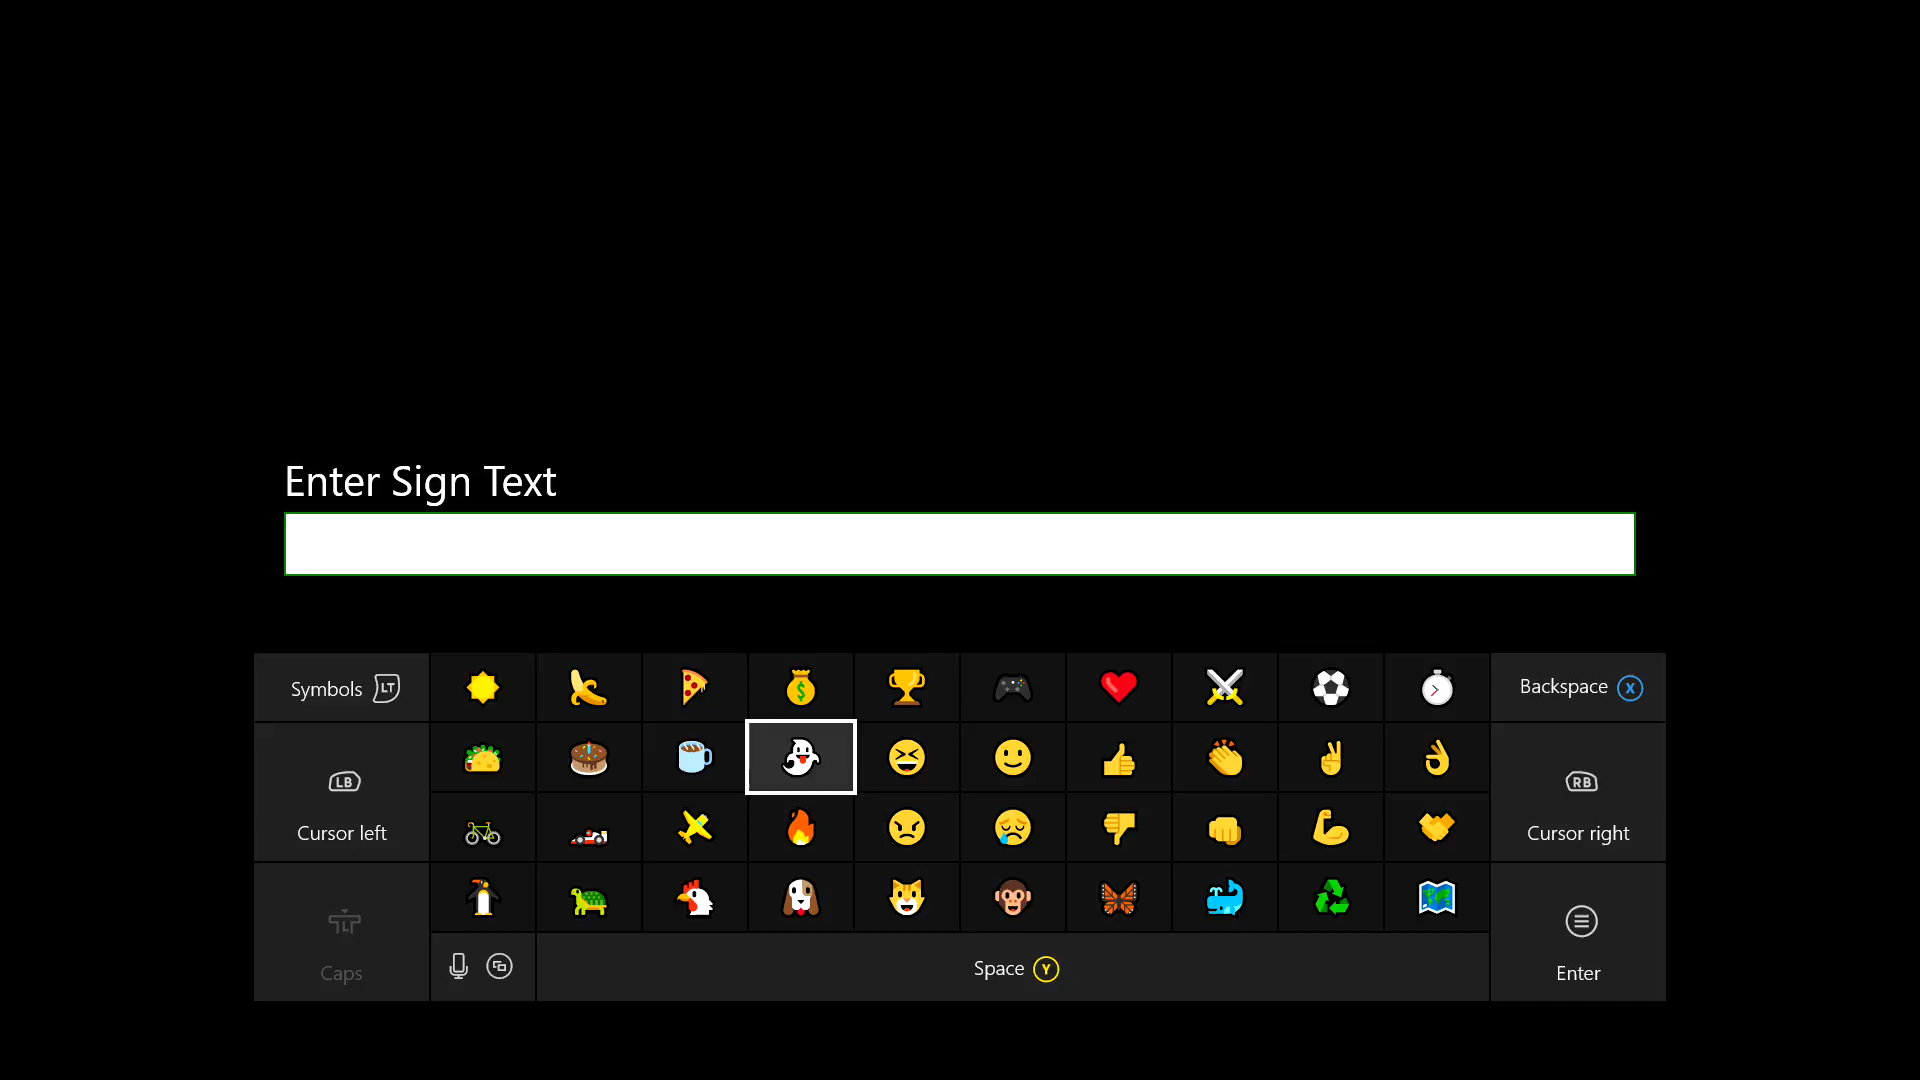 Enter Sign Text
Symbols LT
Backspace X
LB
Cursor left
RB
Cursor right
Caps
Space Y
Enter